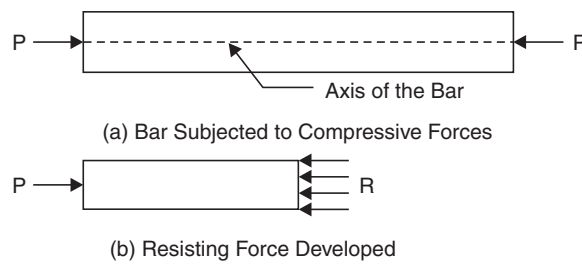 P P
Axis of the Bar
(a) Bar Subjected to Compressive Forces
P R
(b) Resisting Force Developed